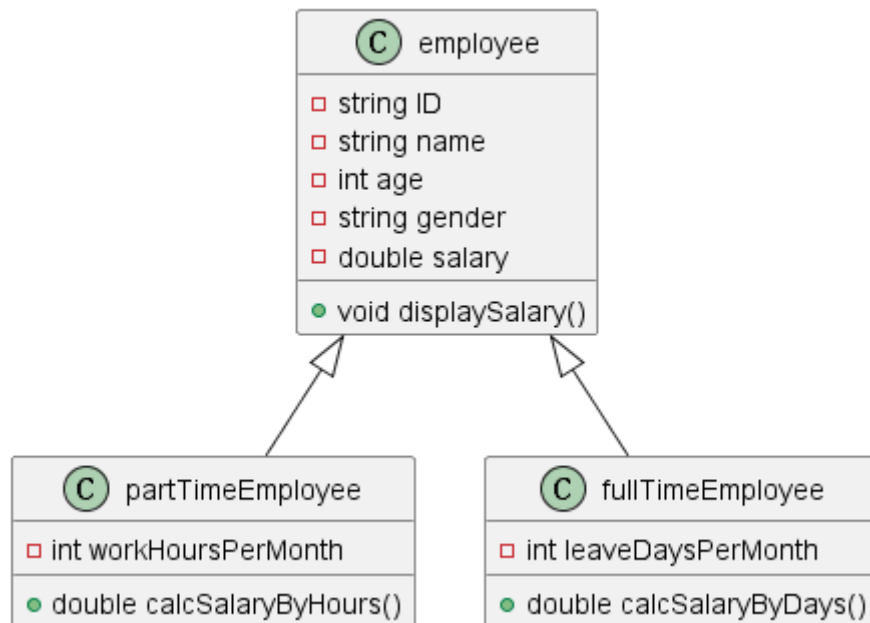 C employee
string ID
string name
int age
string gender
double salary
void displaySalary()
C partTimeEmployee
int workHoursPerMonth
double calcSalaryByHours()
C fullTimeEmployee
int leaveDaysPerMonth
double calcSalaryByDays()